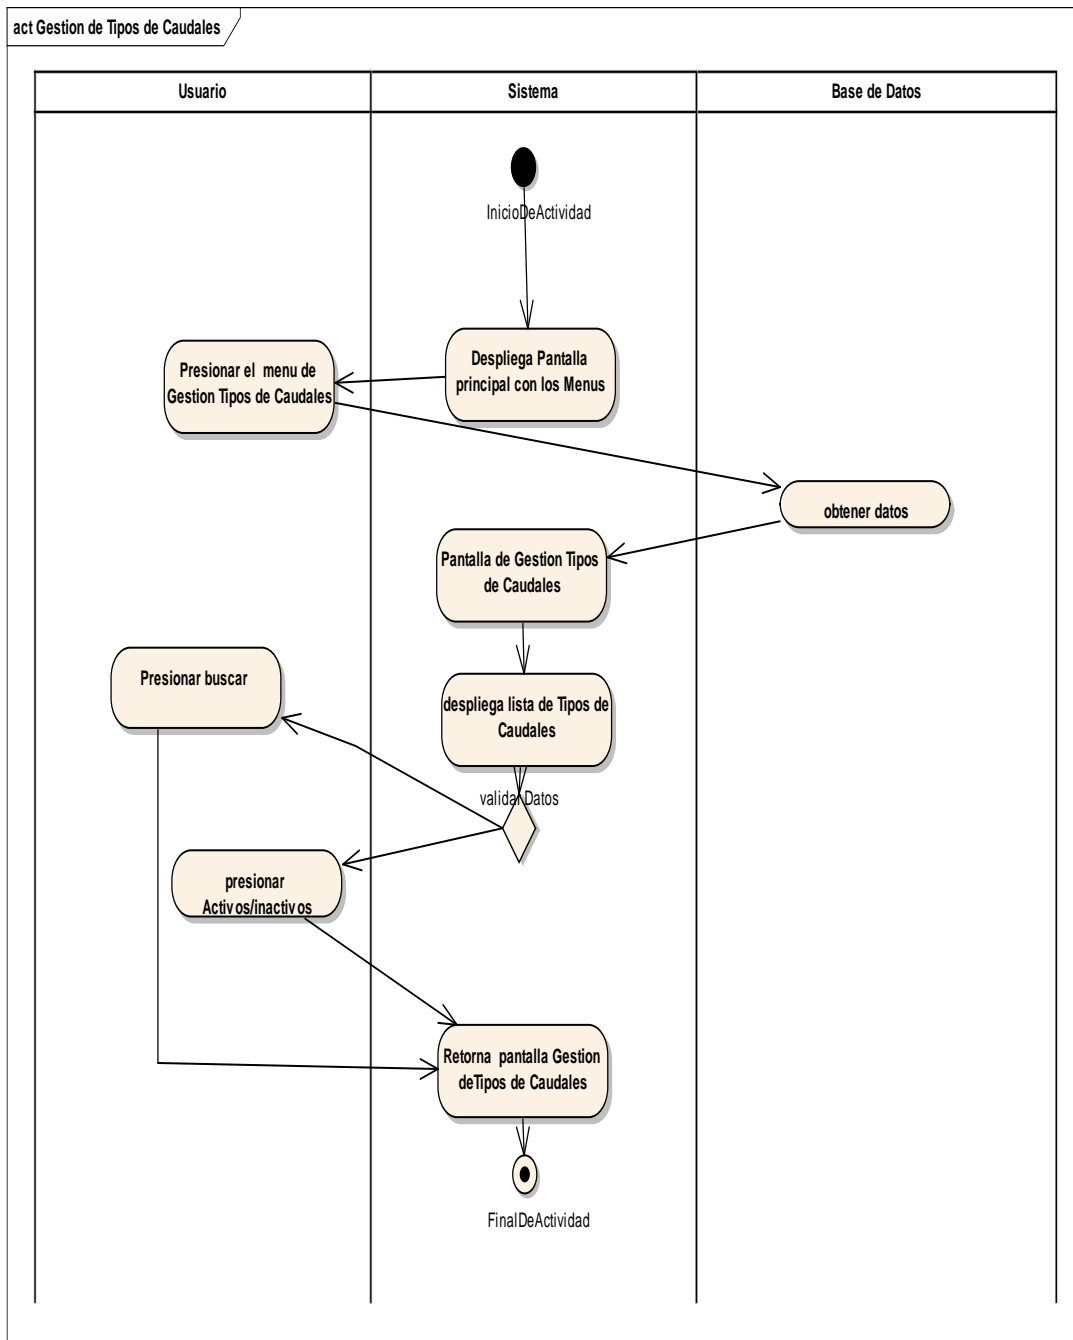 act Gestion de Tipos de Caudales
Usuario
Sistema
Base de Datos
InicioDeActividad
Despliega Pantalla
principal con los Menus
Presionar el menu de
Gestion Tipos de Caudales
obtener datos
Pantalla de Gestion Tipos
de Caudales
Presionar buscar
despliega lista de Tipos de
Caudales
validarDatos
presionar
Activos/inactivos
Retorna pantalla Gestion
deTipos de Caudales
FinalDeActividad